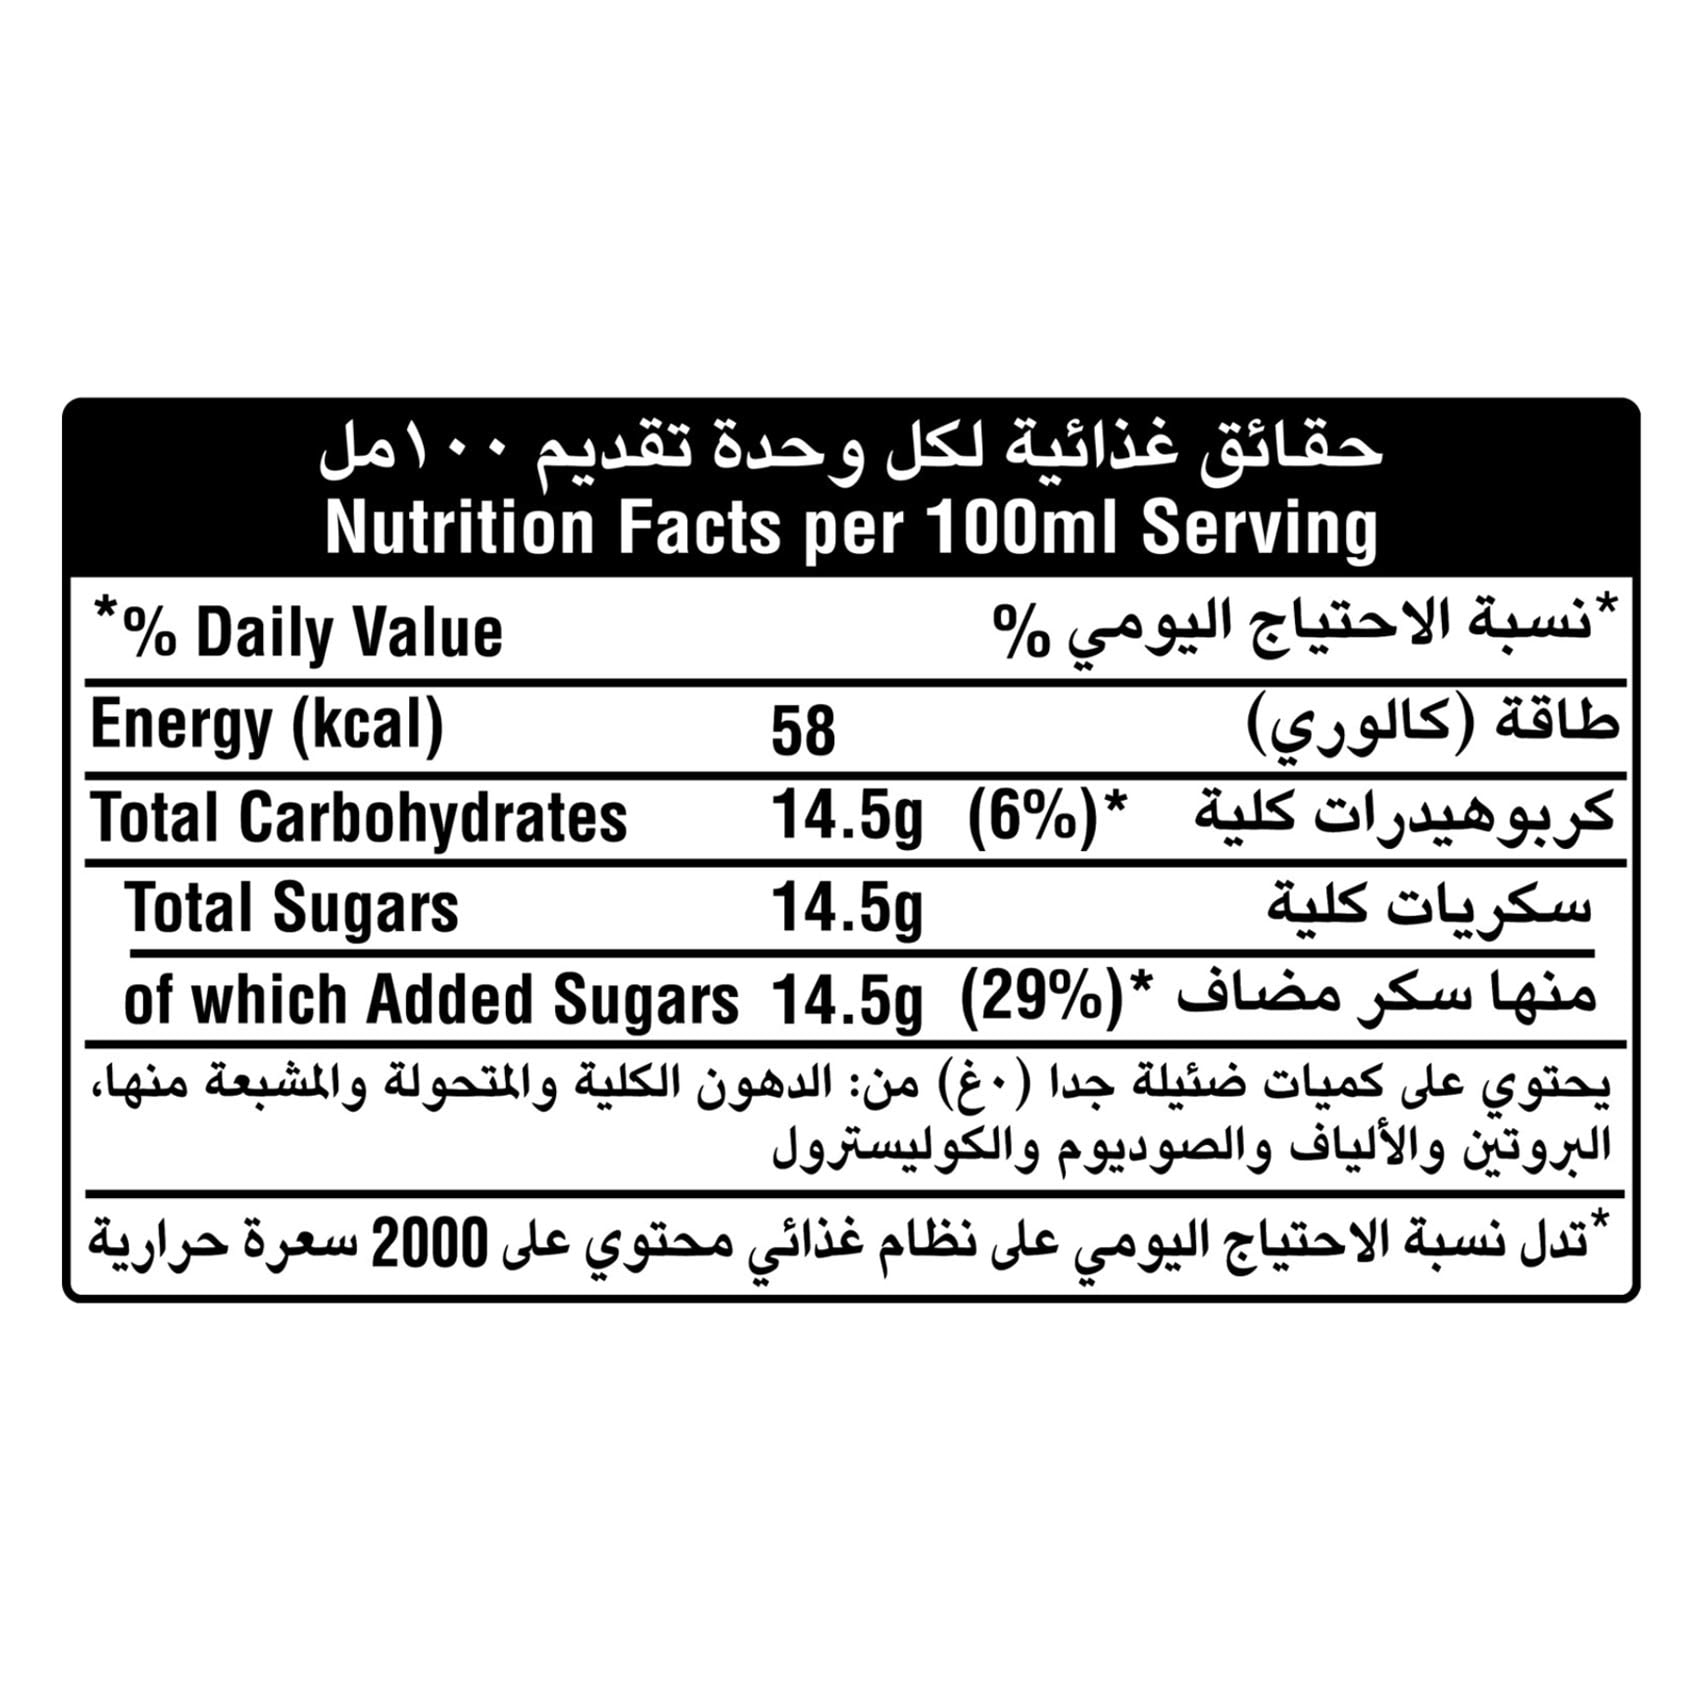 حقائق غذائية لكل وحدة تقديم ١٠٠مل
Nutrition Facts per 100ml Serving
*% Daily Value % نسبة الاحتياج اليومي*
Energy (kcal) 58 طاقة (كالوري)
Total Carbohydrates 14.5g (6%)* كربوهيدرات كلية
Total Sugars 14.5g سكريات كلية
of which Added Sugars 14.5g (29%)* منها سكر مضاف
يحتوي على كميات ضئيلة جدا (٠غ) من: الدهون الكلية والمتحولة والمشبعة منها،
البروتين والألياف والصوديوم والكوليسترول
*تدل نسبة الاحتياج اليومي على نظام غذائي محتوي على 2000 سعرة حرارية